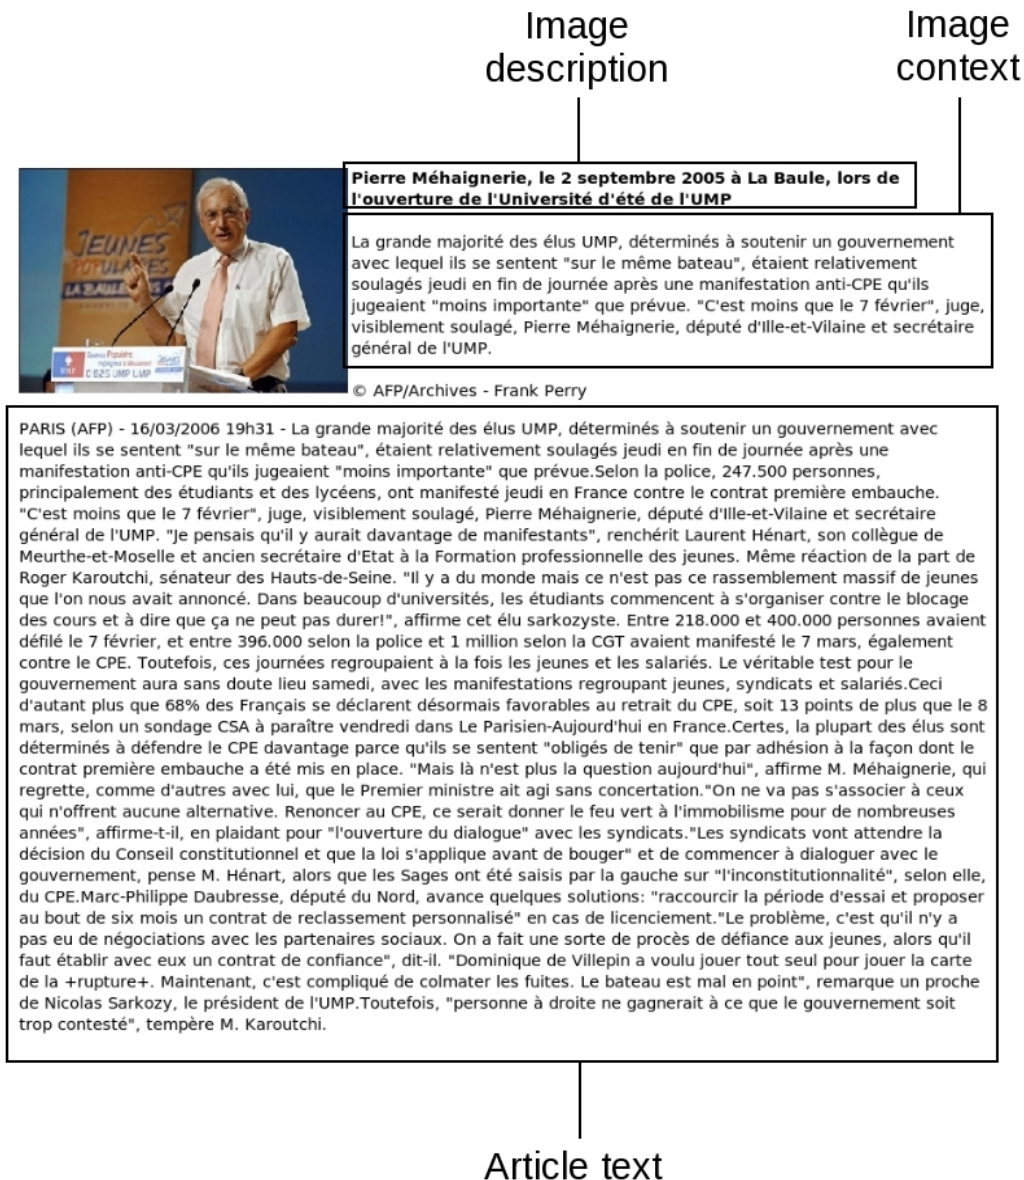 Image
description
Image
context
JEUNES
POPULAIRES
LA BAULE
Pierre Méhaignerie, le 2 septembre 2005 à La Baule, lors de
l'ouverture de l'Université d'été de l'UMP
La grande majorité des élus UMP, déterminés à soutenir un gouvernement
avec lequel ils se sentent "sur le même bateau", étaient relativement
soulagés jeudi en fin de journée après une manifestation anti-CPE qu'ils
jugeaient "moins importante" que prévue. "C'est moins que le 7 février", juge,
visiblement soulagé, Pierre Méhaignerie, député d'Ille-et-Vilaine et secrétaire
général de l'UMP.
© AFP/Archives - Frank Perry
PARIS (AFP) - 16/03/2006 19h31 - La grande majorité des élus UMP, déterminés à soutenir un gouvernement avec
lequel ils se sentent "sur le même bateau", étaient relativement soulagés jeudi en fin de journée après une
manifestation anti-CPE qu'ils jugeaient "moins importante" que prévue.Selon la police, 247.500 personnes,
principalement des étudiants et des lycéens, ont manifesté jeudi en France contre le contrat première embauche.
"C'est moins que le 7 février", juge, visiblement soulagé, Pierre Méhaignerie, député d'Ille-et-Vilaine et secrétaire
général de l'UMP. "Je pensais qu'il y aurait davantage de manifestants", renchérit Laurent Hénart, son collègue de
Meurthe-et-Moselle et ancien secrétaire d'Etat à la Formation professionnelle des jeunes. Même réaction de la part de
Roger Karoutchi, sénateur des Hauts-de-Seine. "Il y a du monde mais ce n'est pas ce rassemblement massif de jeunes
que l'on nous avait annoncé. Dans beaucoup d'universités, les étudiants commencent à s'organiser contre le blocage
des cours et à dire que ça ne peut pas durer!", affirme cet élu sarkozyste. Entre 218.000 et 400.000 personnes avaient
défilé le 7 février, et entre 396.000 selon la police et 1 million selon la CGT avaient manifesté le 7 mars, également
contre le CPE. Toutefois, ces journées regroupaient à la fois les jeunes et les salariés. Le véritable test pour le
gouvernement aura sans doute lieu samedi, avec les manifestations regroupant jeunes, syndicats et salariés.Ceci
d'autant plus que 68% des Français se déclarent désormais favorables au retrait du CPE, soit 13 points de plus que le 8
mars, selon un sondage CSA à paraître vendredi dans Le Parisien-Aujourd'hui en France.Certes, la plupart des élus sont
déterminés à défendre le CPE davantage parce qu'ils se sentent "obligés de tenir" que par adhésion à la façon dont le
contrat première embauche a été mis en place. "Mais là n'est plus la question aujourd'hui", affirme M. Méhaignerie, qui
regrette, comme d'autres avec lui, que le Premier ministre ait agi sans concertation."On ne va pas s'associer à ceux
qui n'offrent aucune alternative. Renoncer au CPE, ce serait donner le feu vert à l'immobilisme pour de nombreuses
années", affirme-t-il, en plaidant pour "l'ouverture du dialogue" avec les syndicats."Les syndicats vont attendre la
décision du Conseil constitutionnel et que la loi s'applique avant de bouger" et de commencer à dialoguer avec le
gouvernement, pense M. Hénart, alors que les Sages ont été saisis par la gauche sur "l'inconstitutionnalité", selon elle,
du CPE.Marc-Philippe Daubresse, député du Nord, avance quelques solutions: "raccourcir la période d'essai et proposer
au bout de six mois un contrat de reclassement personnalisé" en cas de licenciement."Le problème, c'est qu'il n'y a
pas eu de négociations avec les partenaires sociaux. On a fait une sorte de procès de défiance aux jeunes, alors qu'il
faut établir avec eux un contrat de confiance", dit-il. "Dominique de Villepin a voulu jouer tout seul pour jouer la carte
de la +rupture+. Maintenant, c'est compliqué de colmater les fuites. Le bateau est mal en point", remarque un proche
de Nicolas Sarkozy, le président de l'UMP.Toutefois, "personne à droite ne gagnerait à ce que le gouvernement soit
trop contesté", tempère M. Karoutchi.
Article text